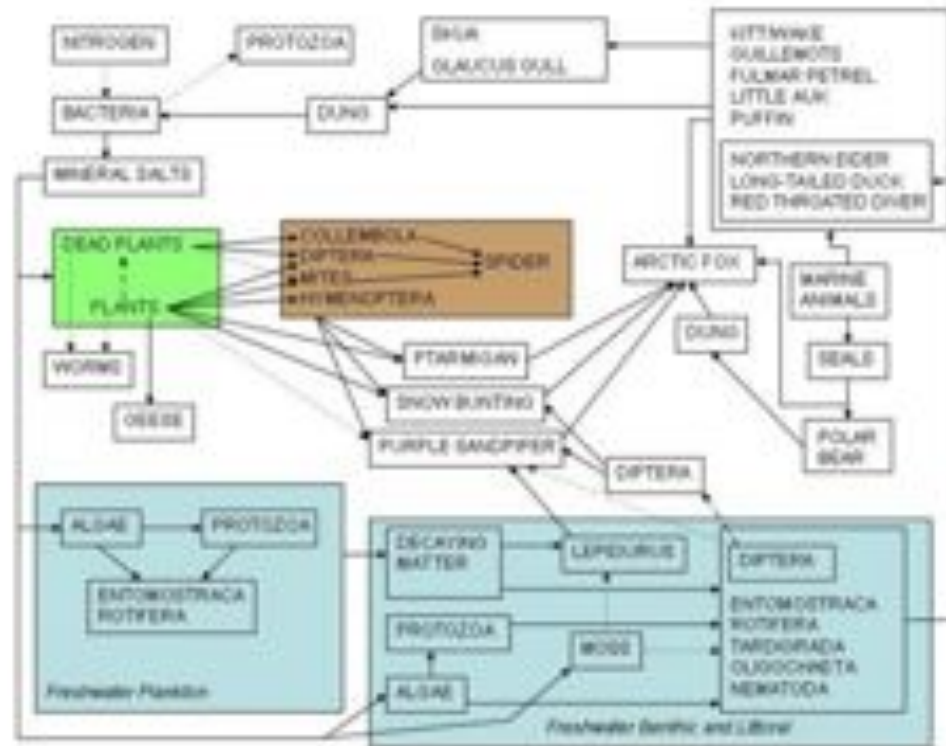 NITROGEN
PROTOZOA
SKUA
GLAUCUS GULL
KITTIWAKE
GUILLEMOTS
FULMAR PETREL
LITTLE AUK
PUFFIN
BACTERIA
DUNG
MINERAL SALTS
NORTHERN EIDER
LONG-TAILED DUCK
RED THROATED DIVER
DEAD PLANTS
PLANTS
COLLEMBOLA
DIPTERA
MITES
HYMENOPTERA
SPIDER
ARCTIC FOX
MARINE
ANIMALS
DUNG
SEALS
POLAR
BEAR
WORMS
GEESE
PTARMIGAN
SNOW BUNTING
PURPLE SANDPIPER
DIPTERA
ALGAE
PROTOZOA
ENTOMOSTRACA
ROTIFERA
Freshwater Plankton
DECAYING
MATTER
LEPIDURUS
DIPTERA
PROTOZOA
MOSS
ALGAE
ENTOMOSTRACA
ROTIFERA
TARDIGRADA
OLIGOCHAETA
NEMATODA
Freshwater Benthic and Littoral